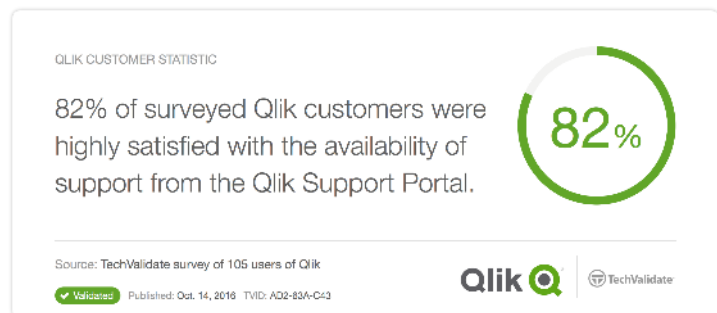 QLIK CUSTOMER STATISTIC
82% of surveyed Qlik customers were
highly satisfied with the availability of
support from the Qlik Support Portal.
82%
Source: TechValidate survey of 105 users of Qlik
Validated Published: Oct. 14, 2016 TVID: AD2-83A-C43
Qlik
TechValidate